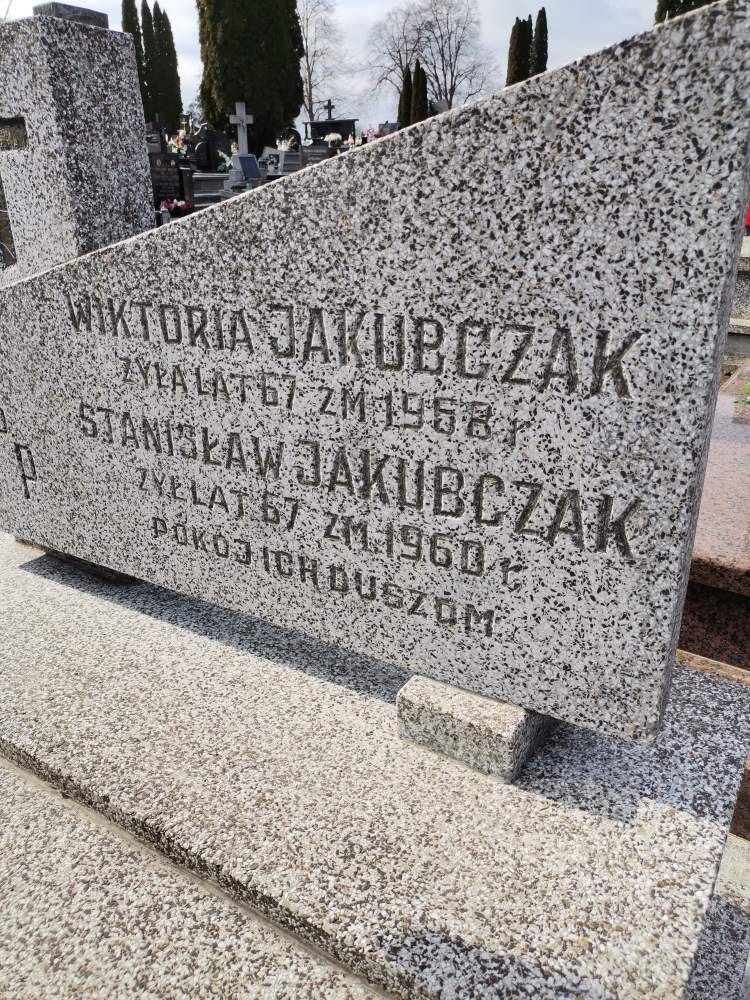 WIKTORIA JAKUBCZAK
ŻYŁA LAT 67 ZM. 1958 r.
STANISŁAW JAKUBCZAK
ŻYŁ LAT 67 ZM. 1960 r.
POKÓJ ICH DUSZOM
P